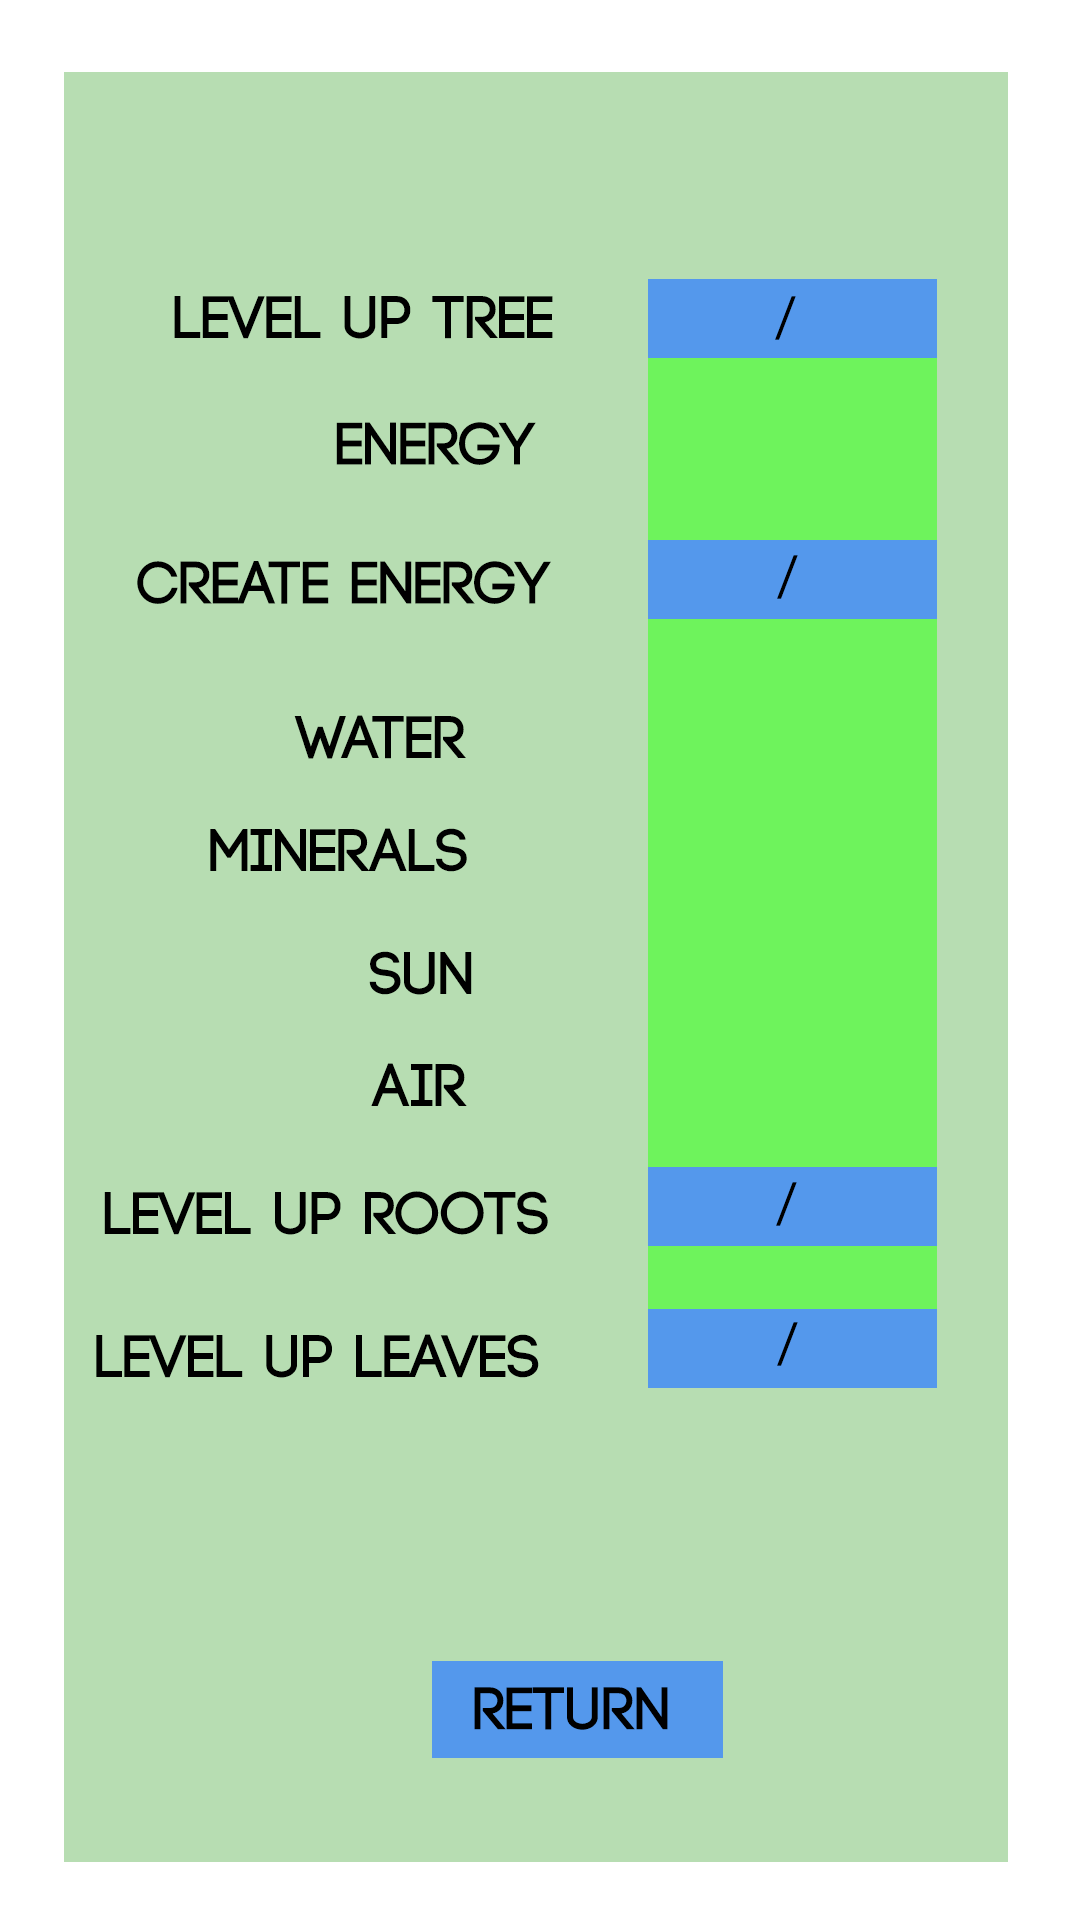 LEVEL UP TREE /
ENERGY
CREATE ENERGY /
WATER
MINERALS
SUN
AIR
LEVEL UP ROOTS /
LEVEL UP LEAVES /
RETURN